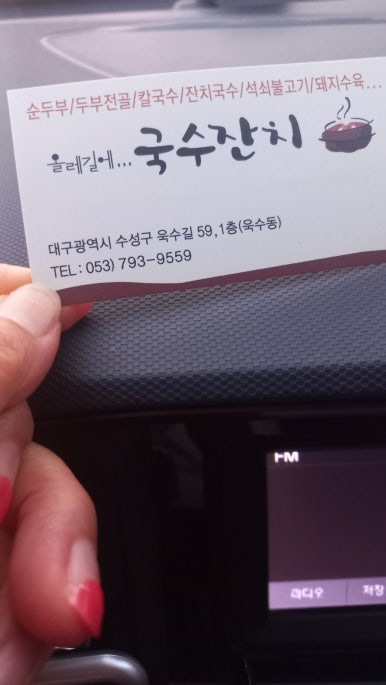 순두부/두부전골/칼국수/잔치국수/석쇠불고기/돼지수육...
올레길에... 국수잔치
대구광역시 수성구 욱수길 59, 1층(욱수동)
TEL : 053) 793-9559
FM
라디오 저장